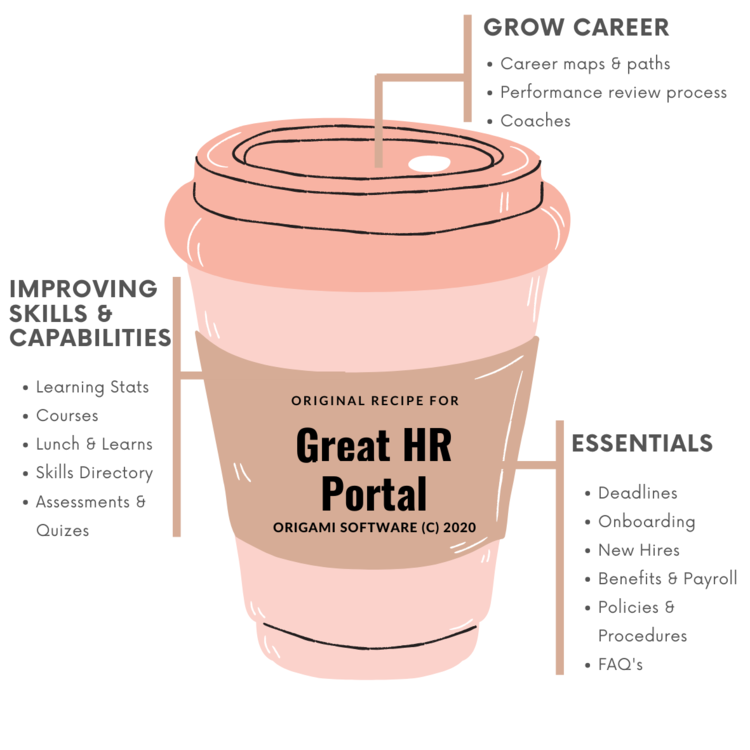 GROW CAREER
• Career maps & paths
• Performance review process
• Coaches
IMPROVING
SKILLS &
CAPABILITIES
• Learning Stats
• Courses
• Lunch & Learns
• Skills Directory
• Assessments &
Quizes
ORIGINAL RECIPE FOR
Great HR
Portal
ORIGAMI SOFTWARE (C) 2020
ESSENTIALS
• Deadlines
• Onboarding
• New Hires
• Benefits & Payroll
• Policies &
Procedures
• FAQ's